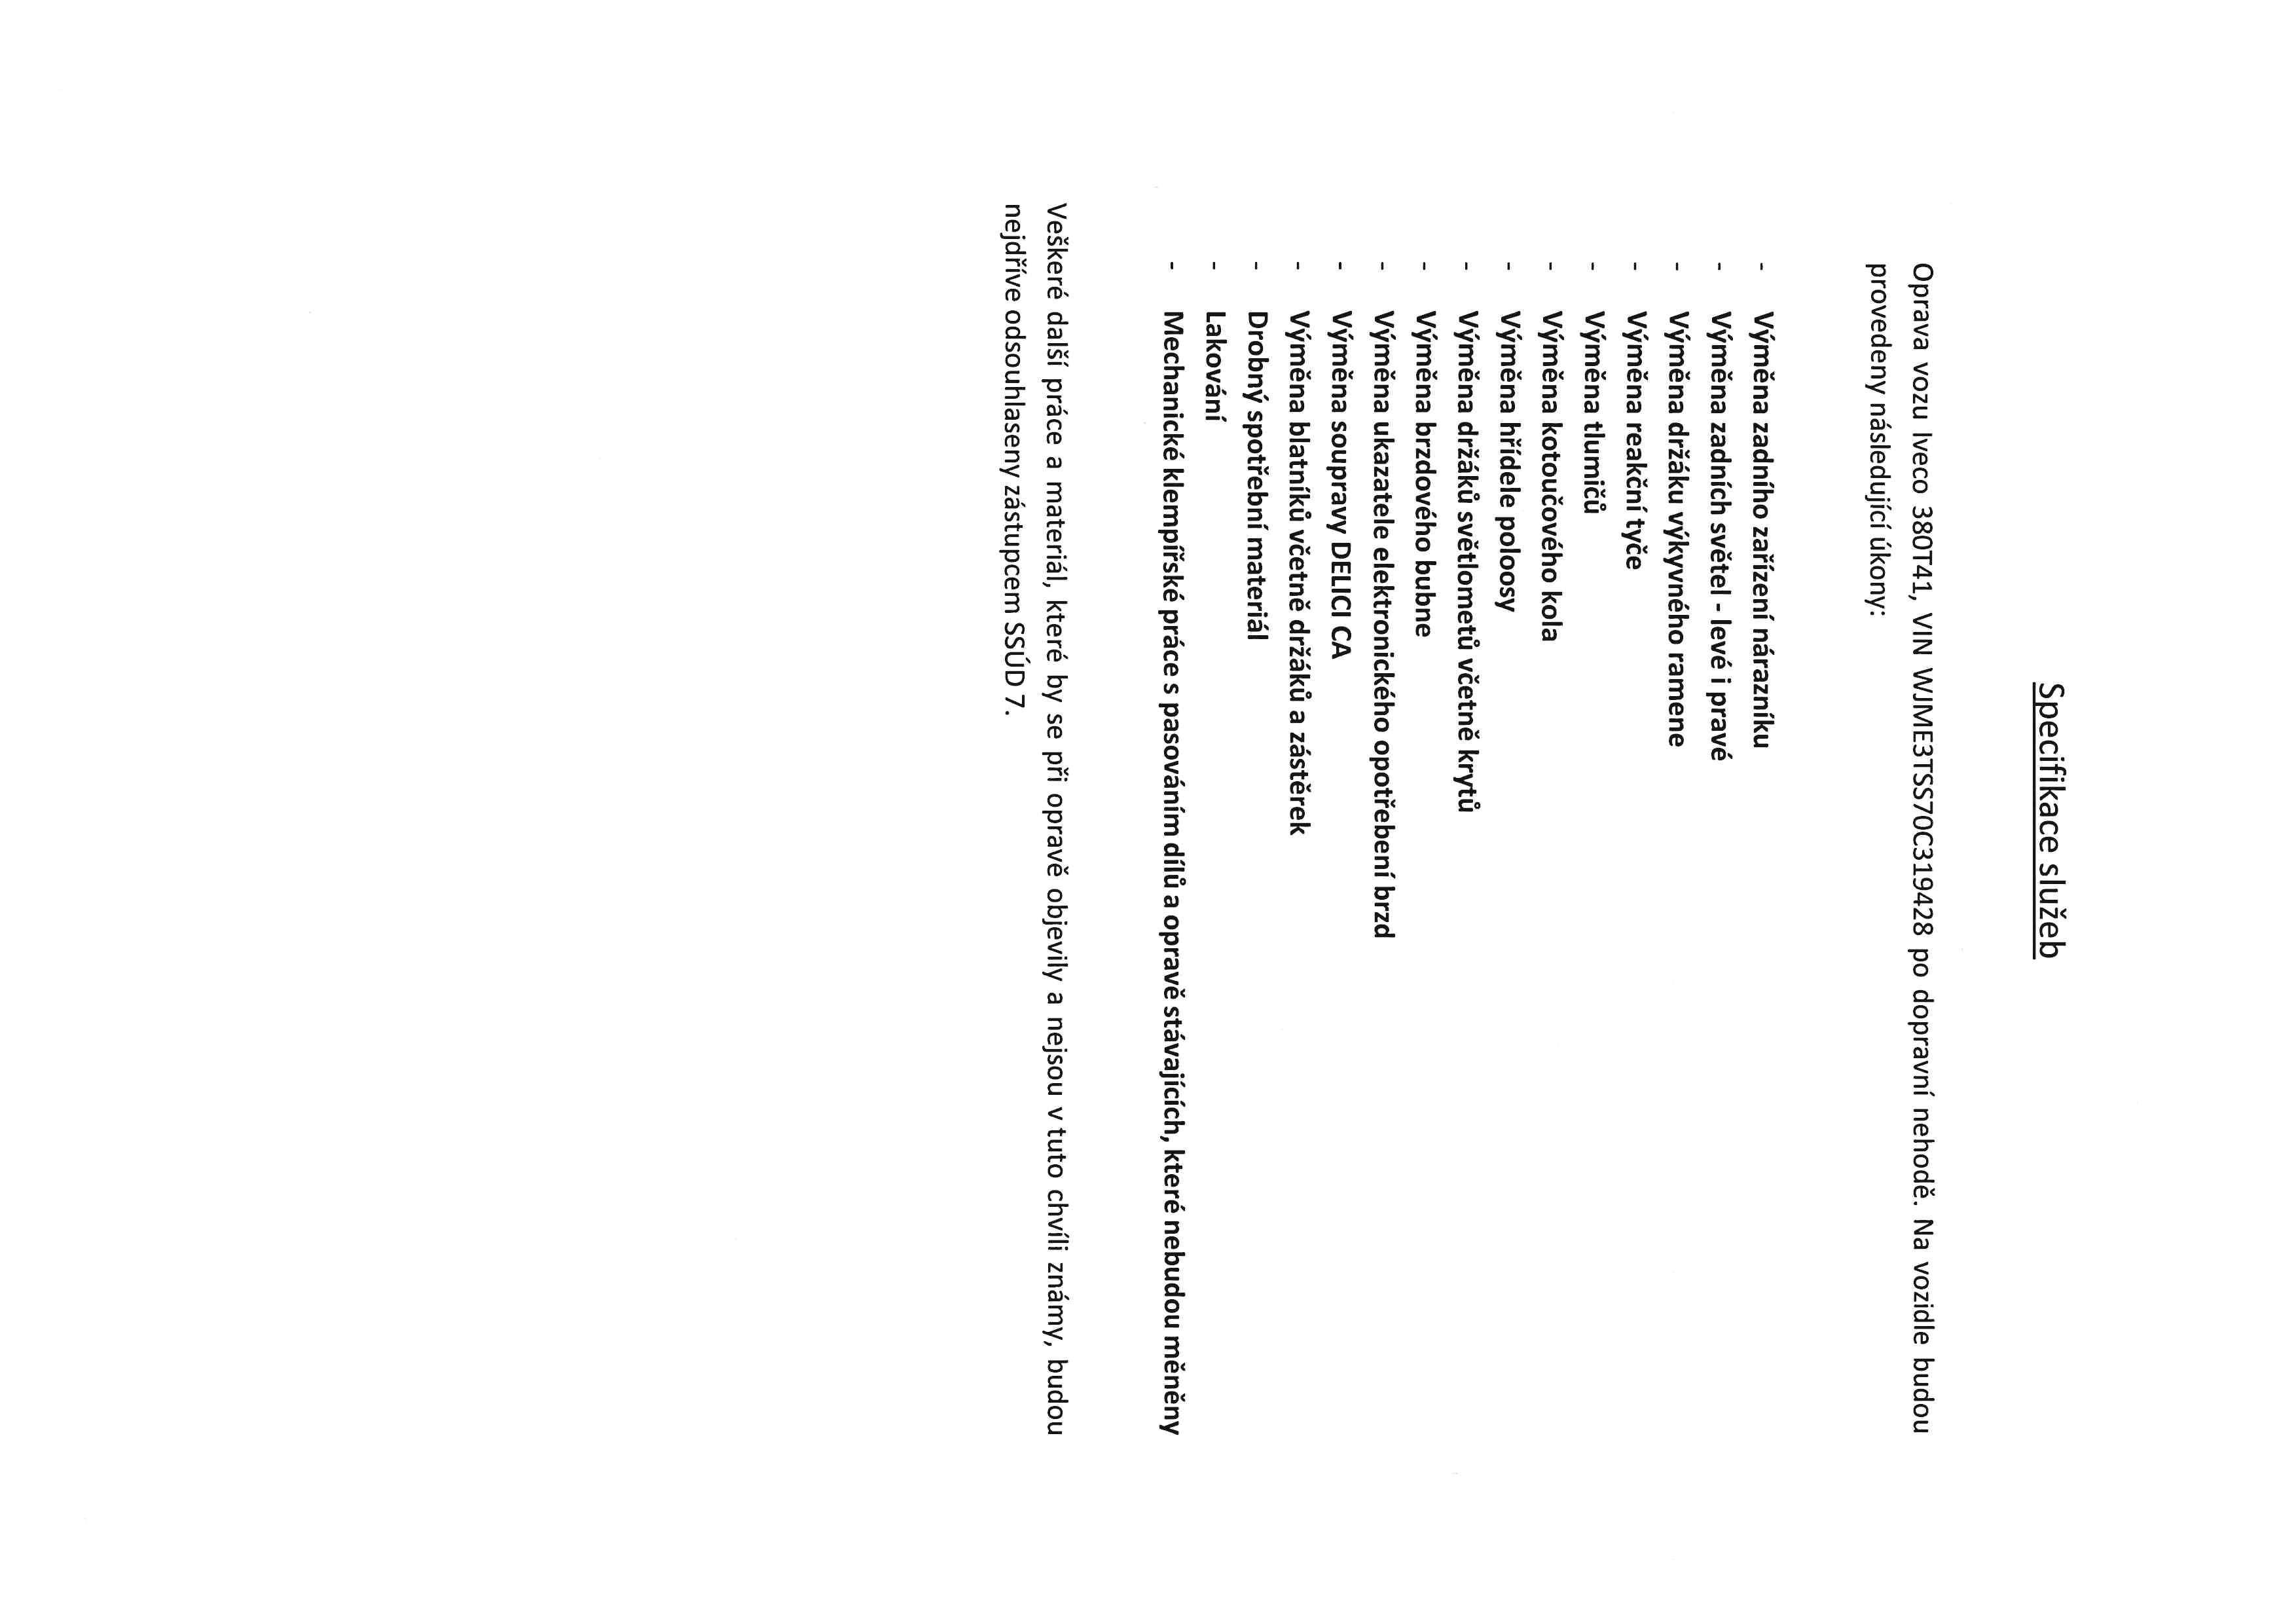 Specifikace služeb
Oprava vozu Iveco 380T41, VIN WJME3TSS70C319428 po dopravní nehodě. Na vozidle budou
provedeny následující úkony:
- Výměna zadního zařízení nárazníku
- Výměna zadních světel - levé i pravé
- Výměna držáku výkyvného ramene
- Výměna reakční tyče
- Výměna tlumičů
- Výměna kotoučového kola
- Výměna hřídele poloosy
- Výměna držáků světlometů včetně krytů
- Výměna brzdového bubne
- Výměna ukazatele elektronického opotřebení brzd
- Výměna soupravy DELICI CA
- Výměna blatníků včetně držáků a zástěrek
- Drobný spotřební materiál
- Lakování
- Mechanické klempířské práce s pasováním dílů a opravě stávajících, které nebudou měněny
Veškeré další práce a materiál, které by se při opravě objevily a nejsou v tuto chvíli známy, budou
nejdříve odsouhlaseny zástupcem SSÚD 7.